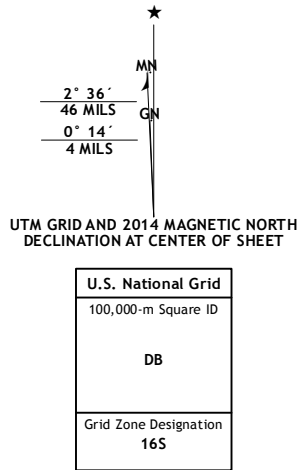 ★
MN
2° 36´
46 MILS
GN
0° 14´
4 MILS
UTM GRID AND 2014 MAGNETIC NORTH
DECLINATION AT CENTER OF SHEET
U.S. National Grid
100,000-m Square ID
DB
Grid Zone Designation
16S